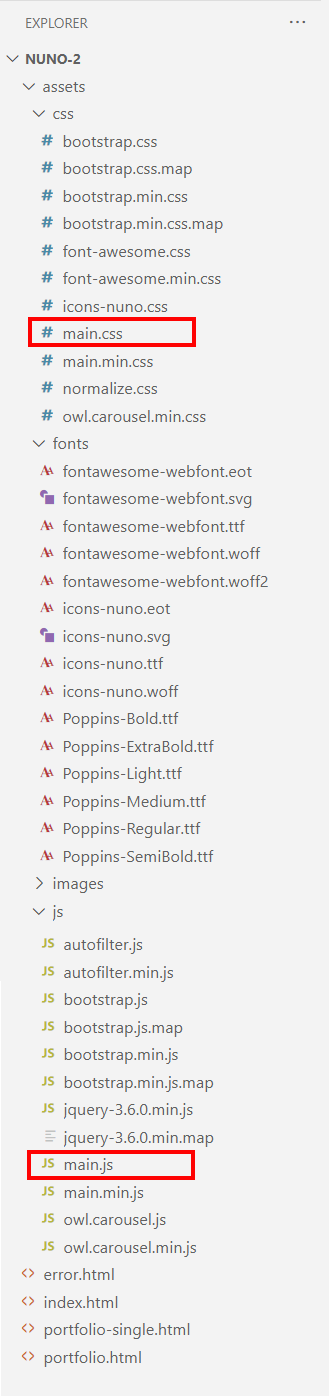 EXPLORER
NUNO-2
assets
css
bootstrap.css
bootstrap.css.map
bootstrap.min.css
bootstrap.min.css.map
font-awesome.css
font-awesome.min.css
icons-nuno.css
main.css
main.min.css
normalize.css
owl.carousel.min.css
fonts
fontawesome-webfont.eot
fontawesome-webfont.svg
fontawesome-webfont.ttf
fontawesome-webfont.woff
fontawesome-webfont.woff2
icons-nuno.eot
icons-nuno.svg
icons-nuno.ttf
icons-nuno.woff
Poppins-Bold.ttf
Poppins-ExtraBold.ttf
Poppins-Light.ttf
Poppins-Medium.ttf
Poppins-Regular.ttf
Poppins-SemiBold.ttf
images
js
JS autofilter.js
JS autofilter.min.js
JS bootstrap.js
JS bootstrap.js.map
JS bootstrap.min.js
JS bootstrap.min.js.map
JS jquery-3.6.0.min.js
jquery-3.6.0.min.map
JS main.js
JS main.min.js
JS owl.carousel.js
JS owl.carousel.min.js
error.html
index.html
portfolio-single.html
portfolio.html